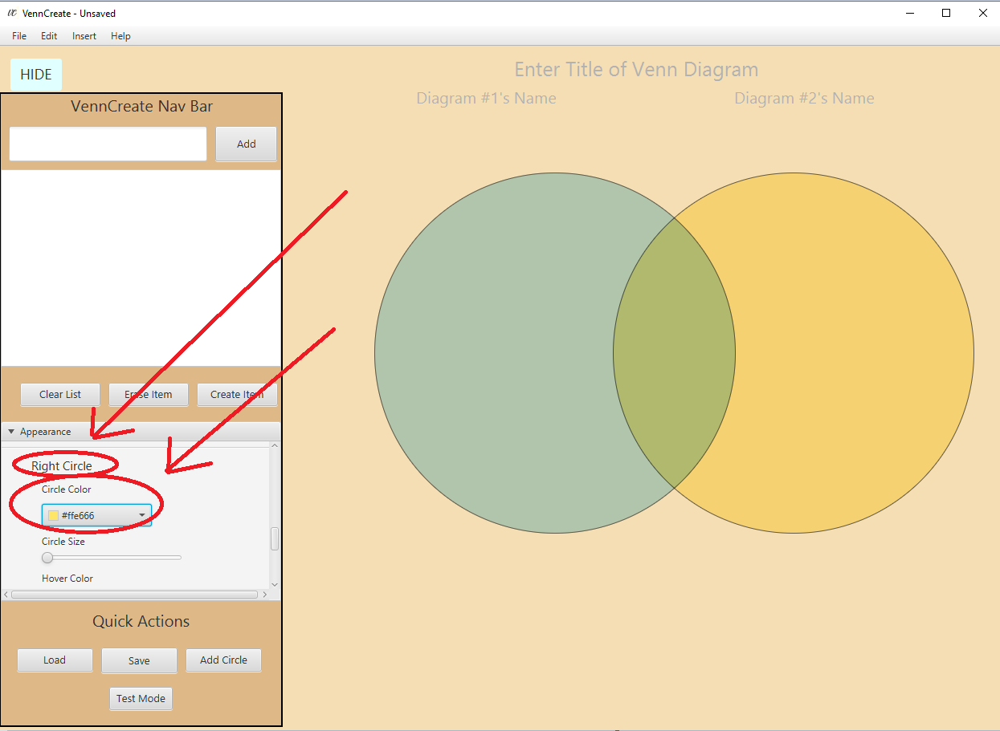 VC VennCreate - Unsaved
File Edit Insert Help
HIDE
Enter Title of Venn Diagram
Diagram #1's Name Diagram #2's Name
VennCreate Nav Bar
Add
Clear List Erase Item Create Item
Appearance
Right Circle
Circle Color
#ffe666
Circle Size
Hover Color
Quick Actions
Load Save Add Circle
Test Mode